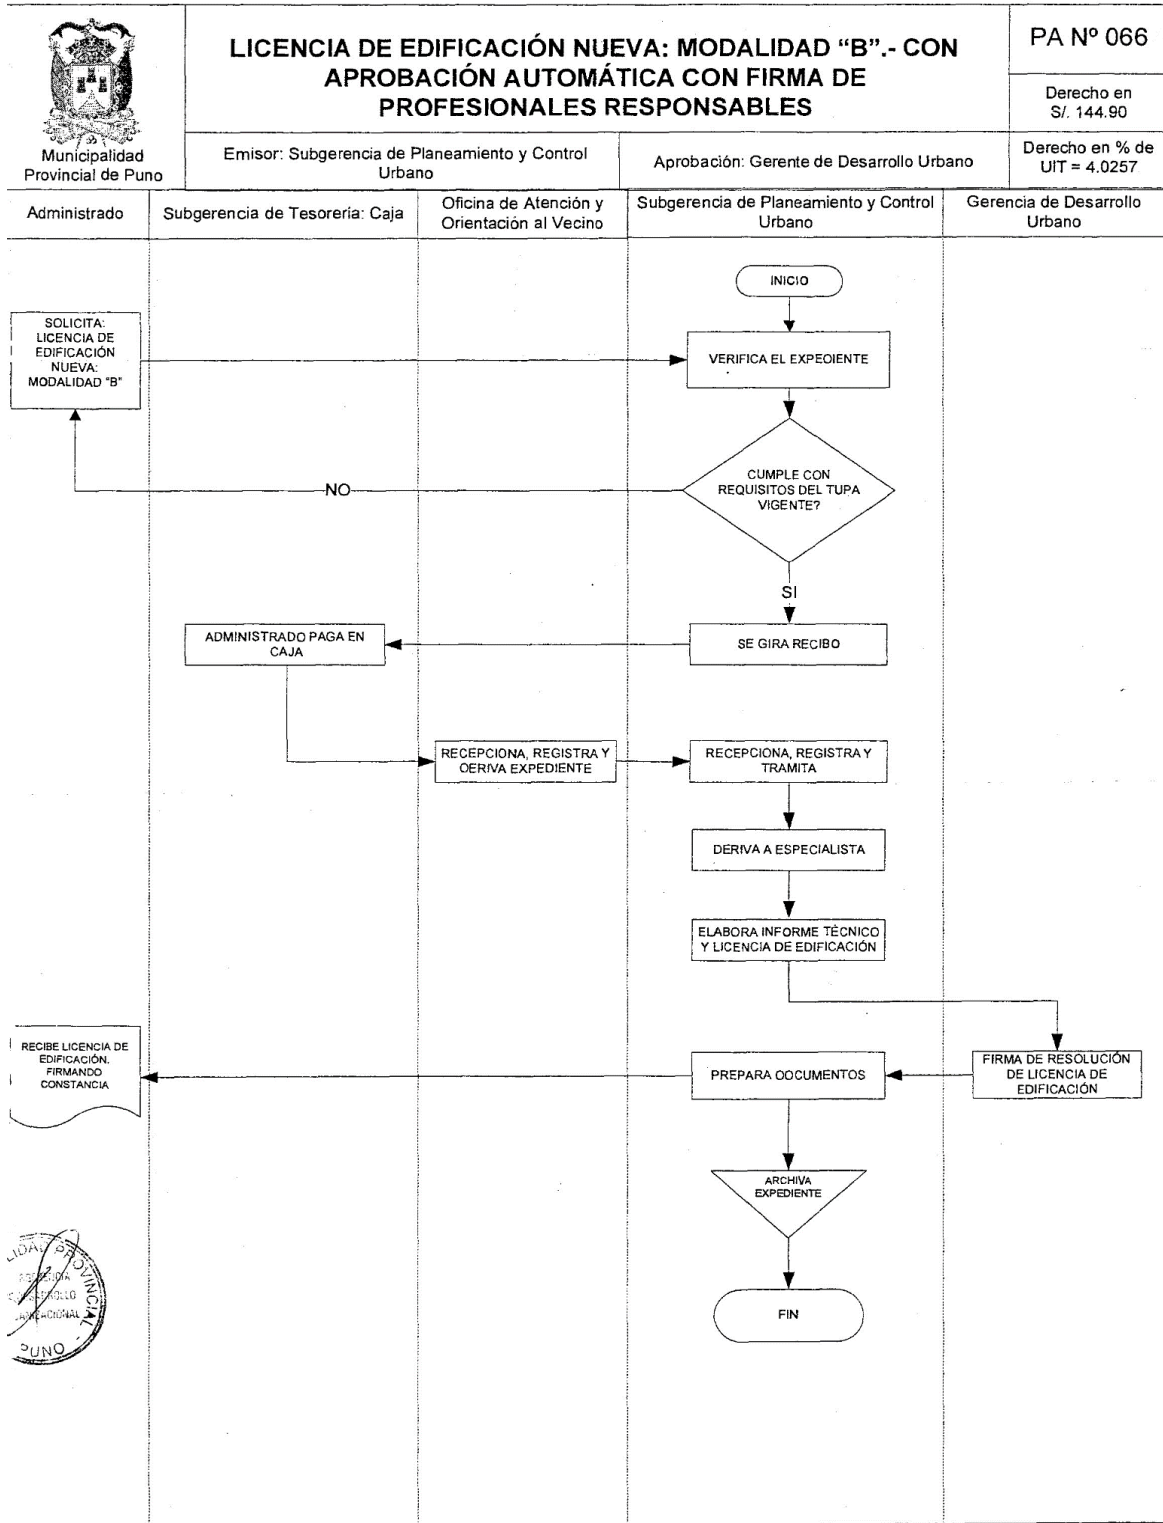 Municipalidad
Provincial de Puno
LICENCIA DE EDIFICACIÓN NUEVA: MODALIDAD “B”.- CON
APROBACIÓN AUTOMÁTICA CON FIRMA DE
PROFESIONALES RESPONSABLES
PA Nº 066
Derecho en
S/. 144.90
Emisor: Subgerencia de Planeamiento y Control
Urbano
Aprobación: Gerente de Desarrollo Urbano
Derecho en % de
UIT = 4.0257
Administrado
Subgerencia de Tesorería: Caja
Oficina de Atención y
Orientación al Vecino
Subgerencia de Planeamiento y Control
Urbano
Gerencia de Desarrollo
Urbano
INICIO
SOLICITA:
LICENCIA DE
EDIFICACIÓN
NUEVA:
MODALIDAD "B"
VERIFICA EL EXPEOIENTE
CUMPLE CON
REQUISITOS DEL TUPA
VIGENTE?
NO
SI
ADMINISTRADO PAGA EN
CAJA
SE GIRA RECIBO
RECEPCIONA, REGISTRA Y
OERIVA EXPEDIENTE
RECEPCIONA, REGISTRA Y
TRAMITA
DERIVA A ESPECIALISTA
ELABORA INFORME TÉCNICO
Y LICENCIA DE EDIFICACIÓN
RECIBE LICENCIA DE
EDIFICACIÓN.
FIRMANDO
CONSTANCIA
PREPARA OOCUMENTOS
FIRMA DE RESOLUCIÓN
DE LICENCIA DE
EDIFICACIÓN
ARCHIVA
EXPEDIENTE
FIN
LIDAD PROVINCIAL - PUNO